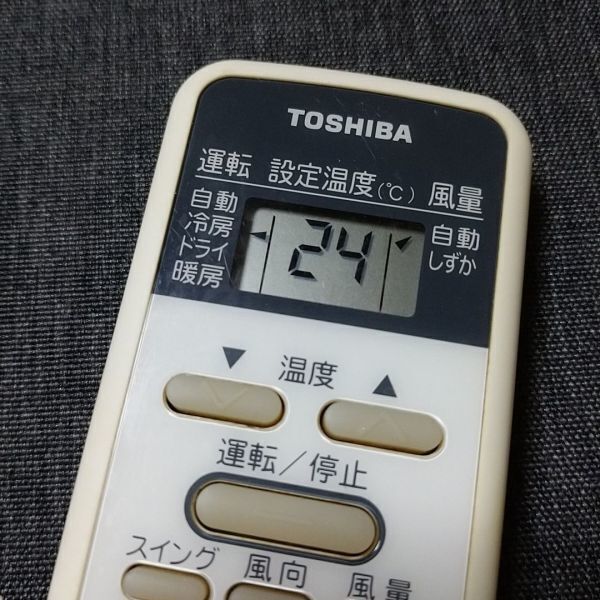 TOSHIBA
運転 設定温度(℃) 風量
自動
冷房
ドライ
暖房
24
自動
しずか
▼ 温度 ▲
運転/停止
スイング 風向 風量